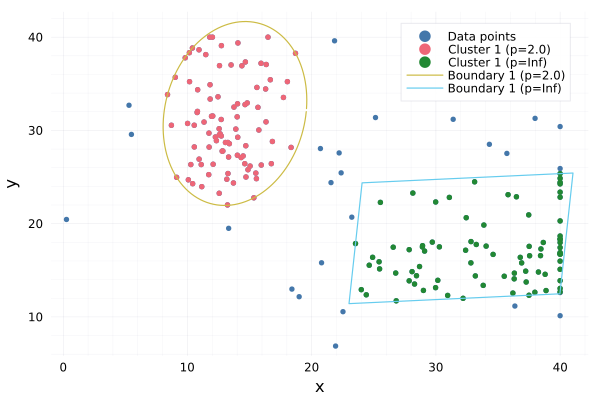 Data points
Cluster 1 (p=2.0)
Cluster 1 (p=Inf)
Boundary 1 (p=2.0)
Boundary 1 (p=Inf)
40
30
20
10
y
0 10 20 30 40
x